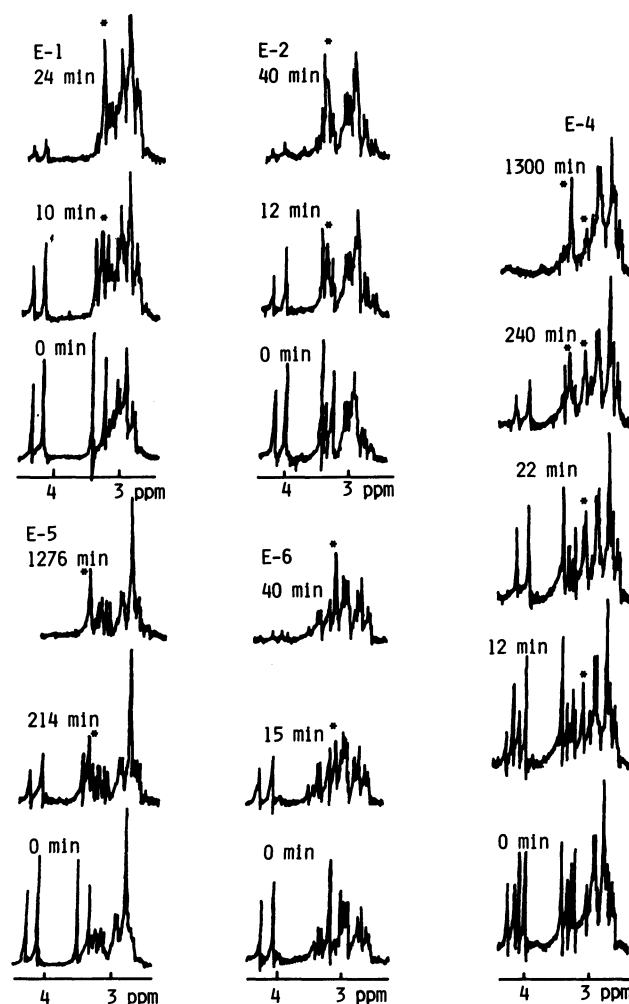 E-1
24 min
*
10 min
*
0 min
4 3 ppm
E-5
1276 min
*
214 min
*
0 min
4 3 ppm
E-2
40 min
*
12 min
*
0 min
4 3 ppm
E-6
40 min
*
15 min
*
0 min
4 3 ppm
E-4
1300 min
* *
240 min
* *
22 min
*
12 min
*
0 min
4 3 ppm